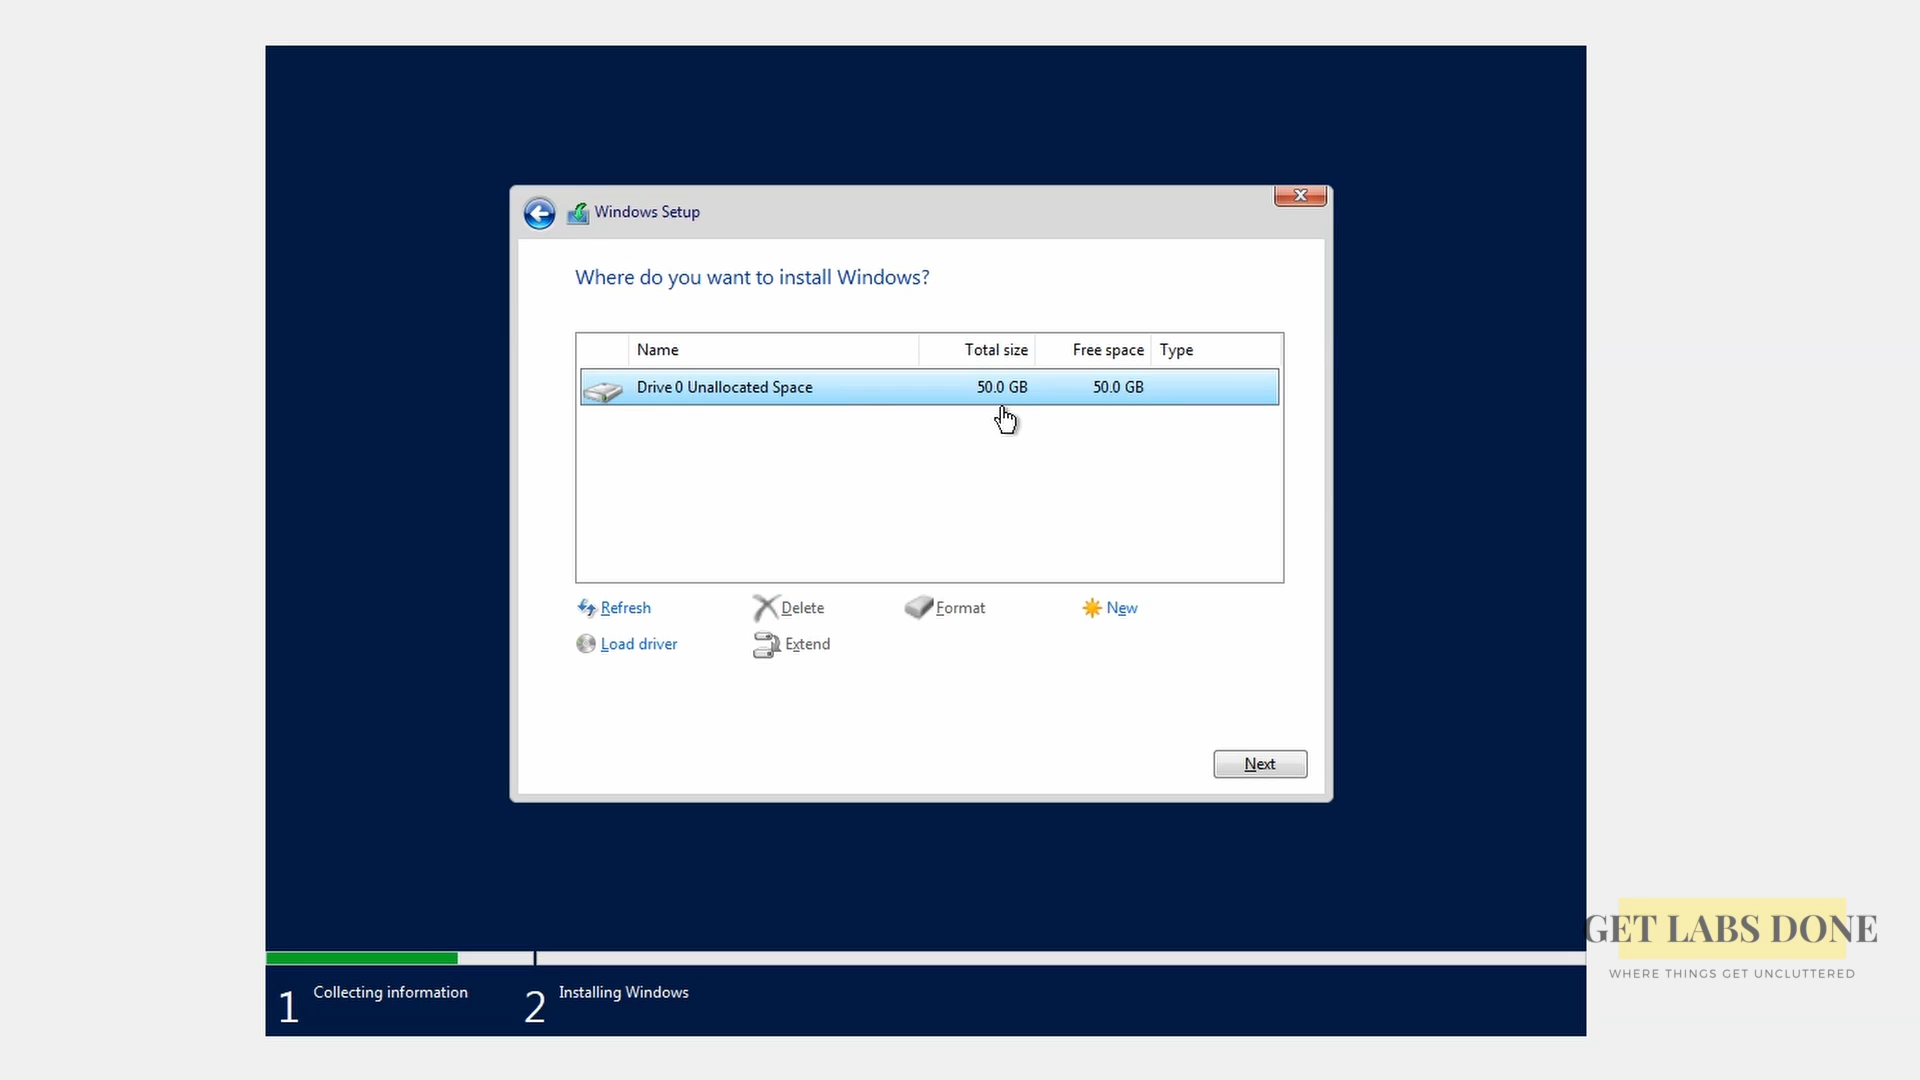 Windows Setup
Where do you want to install Windows?
Name Total size Free space Type
Drive 0 Unallocated Space 50.0 GB 50.0 GB
Refresh Delete Format New
Load driver Extend
Next
GET LABS DONE
WHERE THINGS GET UNCLUTTERED
1 Collecting information 2 Installing Windows